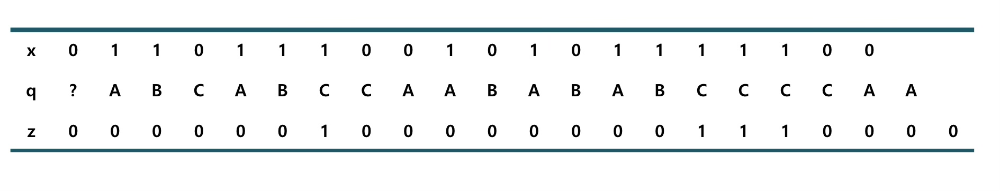 x 0 1 1 0 1 1 1 0 0 1 0 1 0 1 1 1 1 1 0 0
q ? A B C A B C C A A B A B A B C C C C A A
z 0 0 0 0 0 0 1 0 0 0 0 0 0 0 0 1 1 1 0 0 0 0